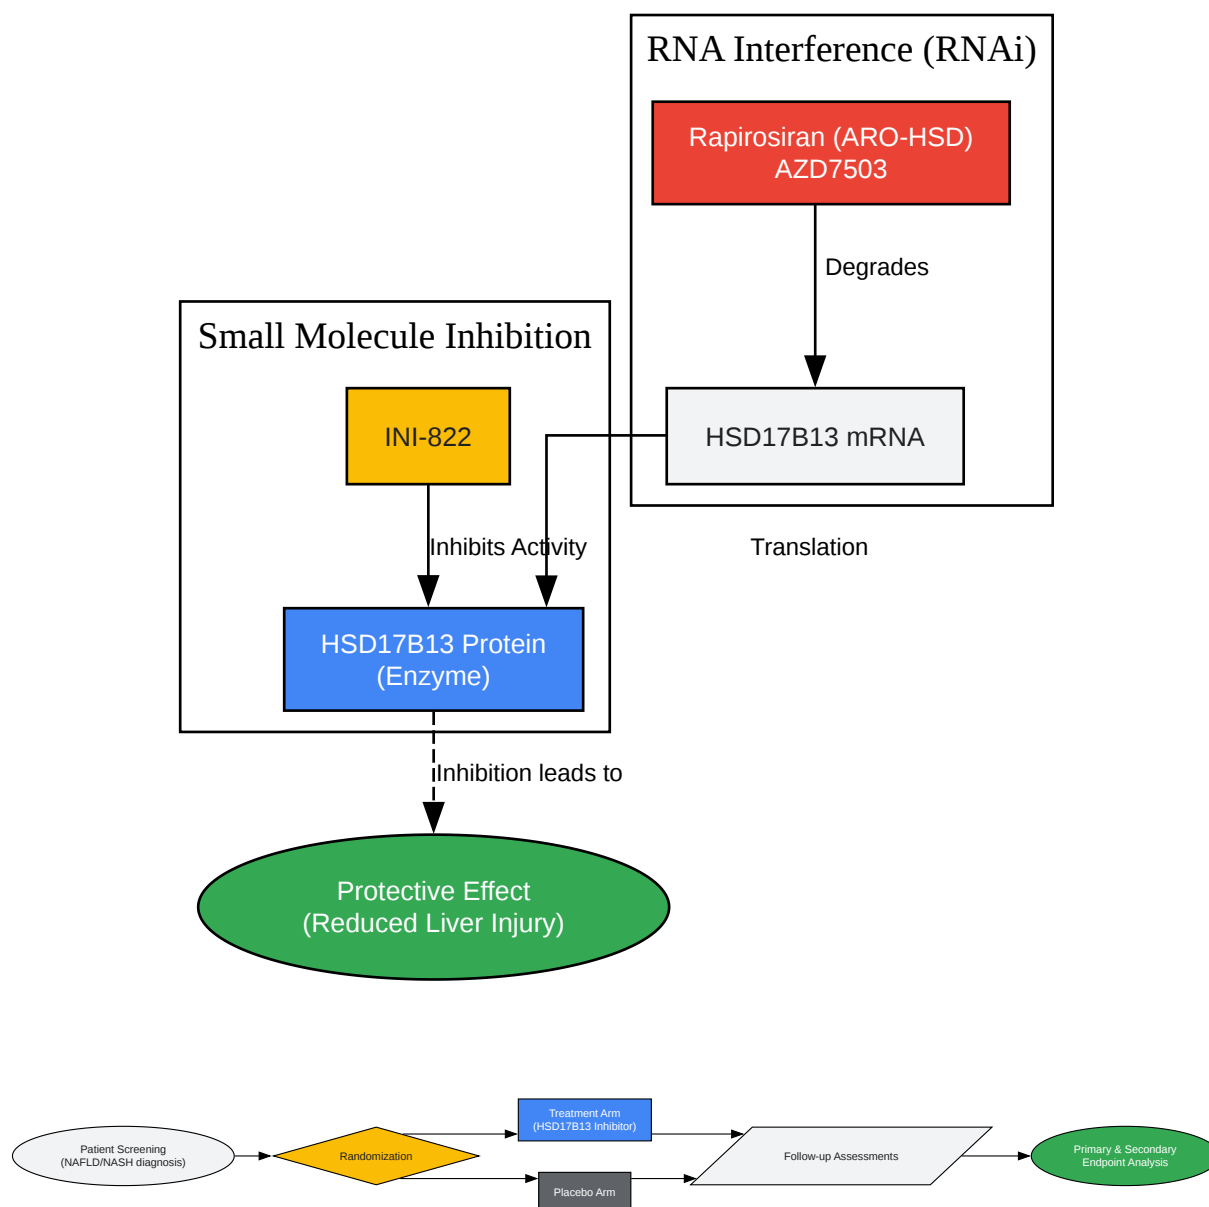 RNA Interference (RNAi)
Rapirosiran (ARO-HSD)
AZD7503
Degrades
Small Molecule Inhibition
INI-822
HSD17B13 mRNA
Inhibits Activity
Translation
HSD17B13 Protein
(Enzyme)
Inhibition leads to
Protective Effect
(Reduced Liver Injury)
Patient Screening
(NAFLD/NASH diagnosis)
Randomization
Treatment Arm
(HSD17B13 Inhibitor)
Placebo Arm
Follow-up Assessments
Primary & Secondary
Endpoint Analysis